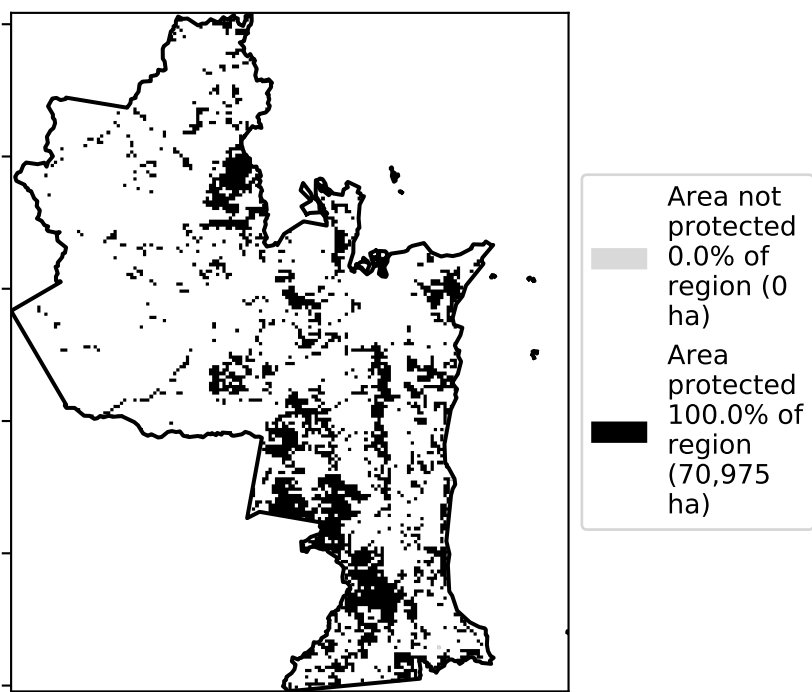 Area not
protected
0.0% of
region (0
ha)
Area
protected
100.0% of
region
(70,975
ha)